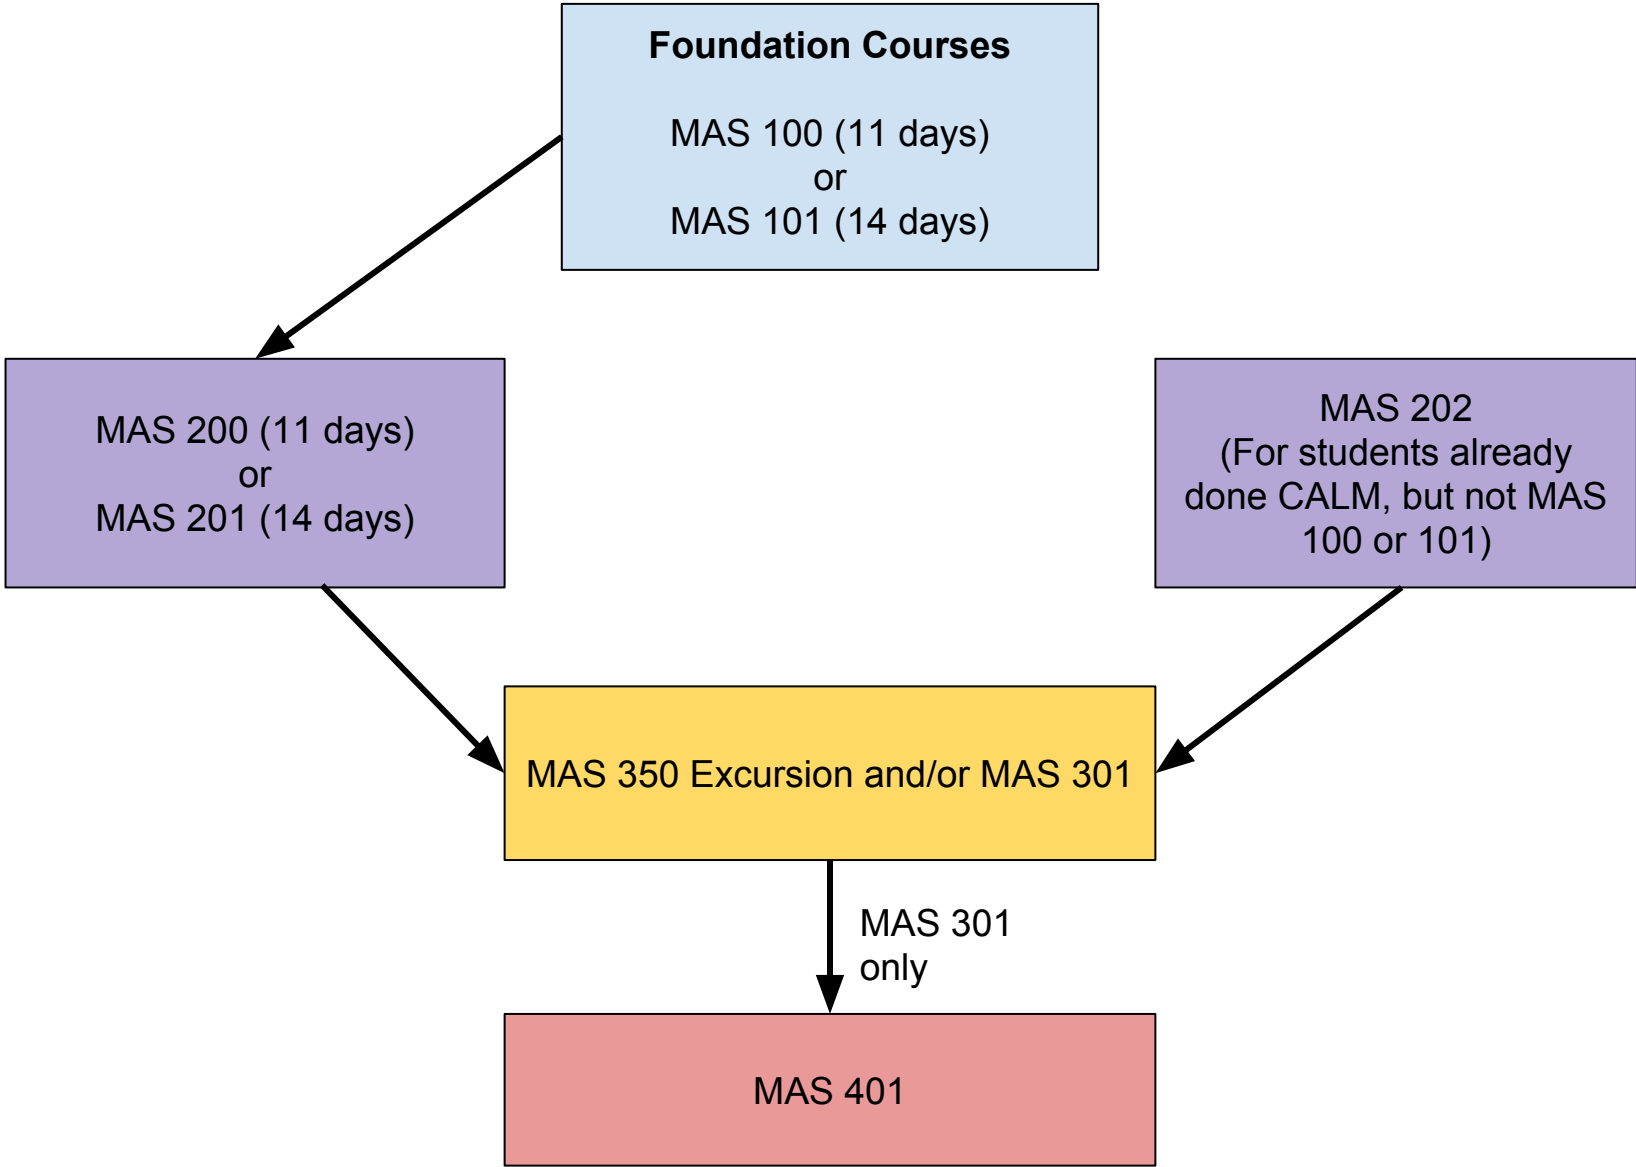 Foundation Courses
MAS 100 (11 days)
or
MAS 101 (14 days)
MAS 200 (11 days)
or
MAS 201 (14 days)
MAS 202
(For students already
done CALM, but not MAS
100 or 101)
MAS 350 Excursion and/or MAS 301
MAS 301
only
MAS 401